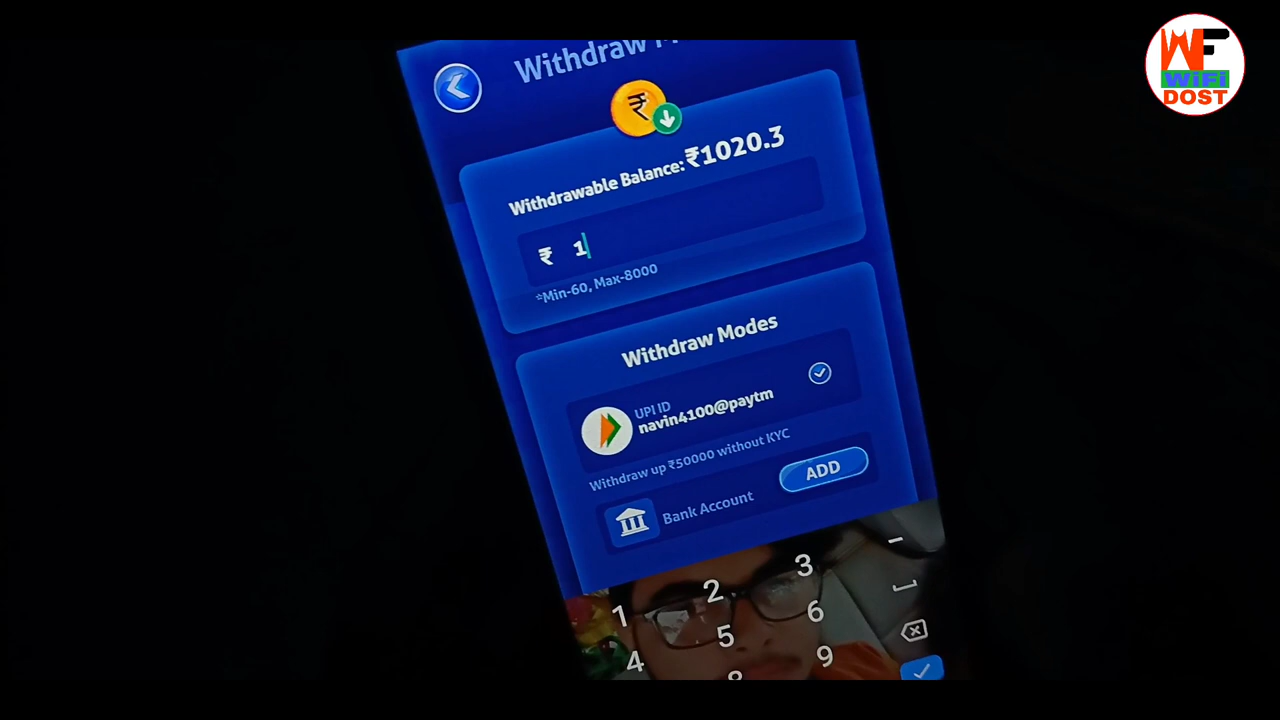 WF
WiFi
DOST
Withdraw
₹
Withdrawable Balance: ₹1020.3
₹ 1
*Min-60, Max-8000
Withdraw Modes
UPI ID
navin4100@paytm
Withdraw up ₹50000 without KYC
Bank Account
ADD
1 2 3 -
4 5 6
8 9